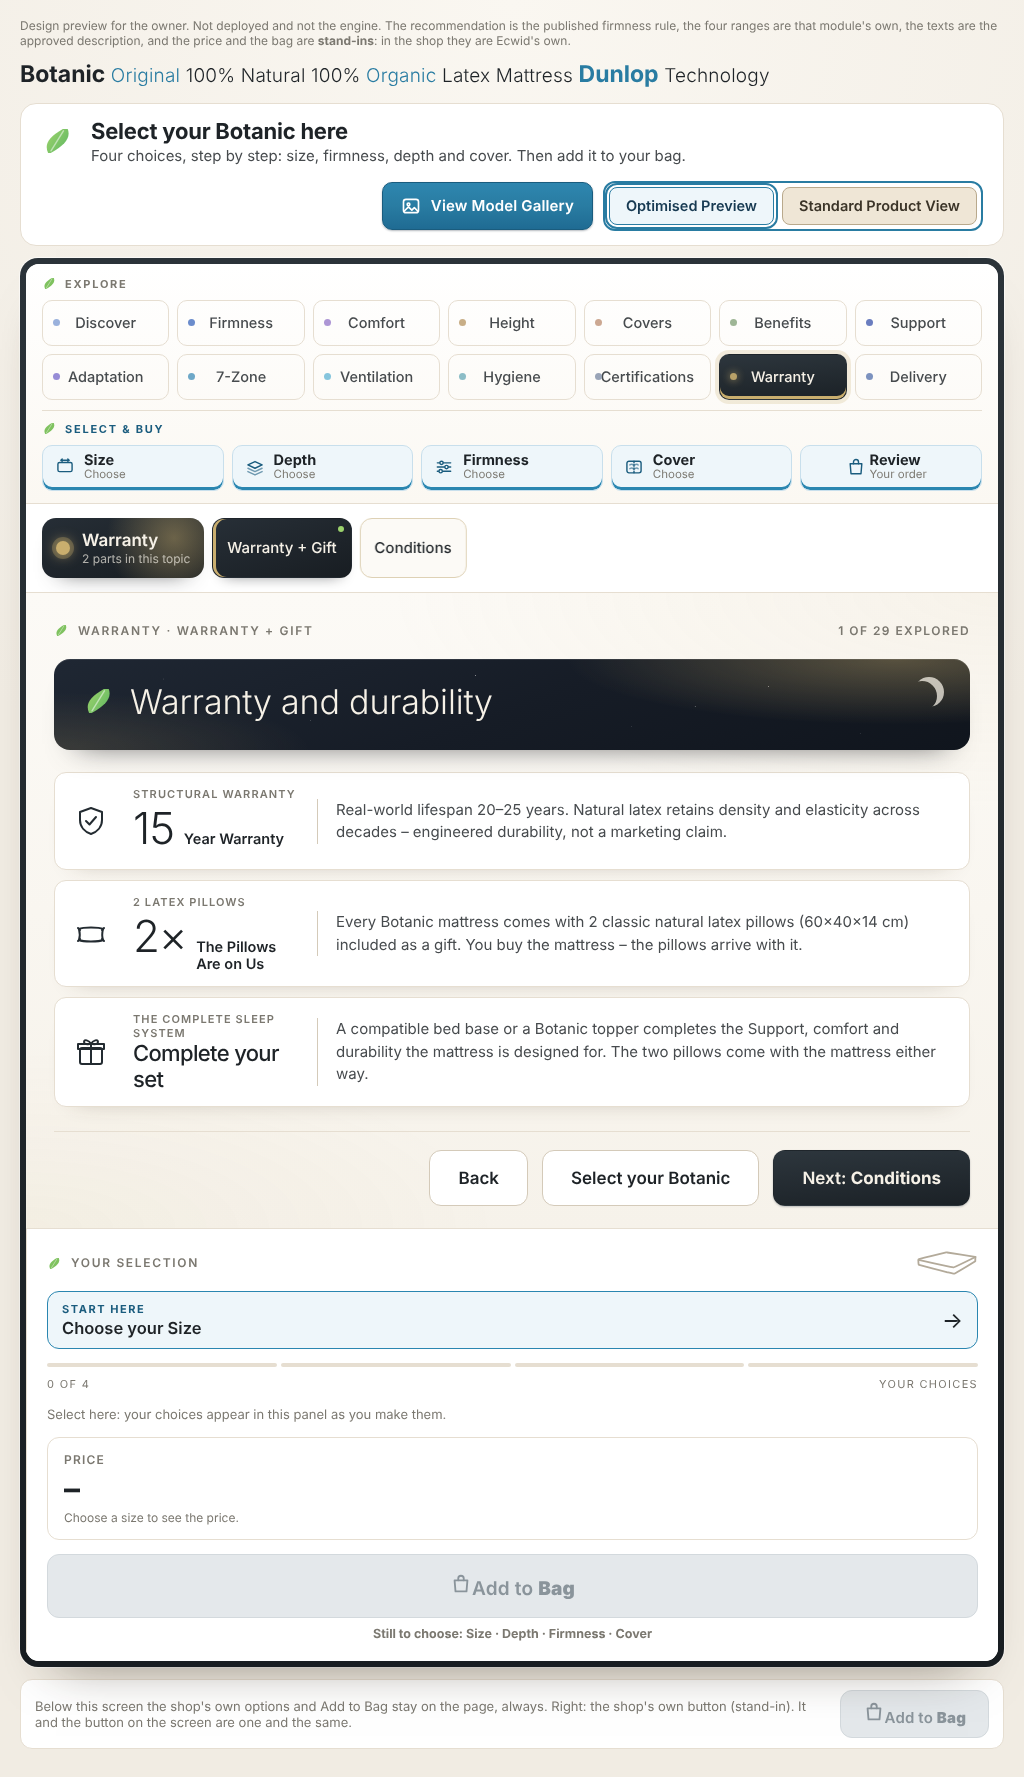 Design preview for the owner. Not deployed and not the engine. The recommendation is the published firmness rule, the four ranges are that module's own, the texts are the
approved description, and the price and the bag are stand-ins: in the shop they are Ecwid's own.
Botanic Original 100% Natural 100% Organic Latex Mattress Dunlop Technology
Select your Botanic here
Four choices, step by step: size, firmness, depth and cover. Then add it to your bag.
View Model Gallery
Optimised Preview
Standard Product View
EXPLORE
Discover
Firmness
Comfort
Height
Covers
Benefits
Support
Adaptation
7-Zone
Ventilation
Hygiene
Certifications
Warranty
Delivery
SELECT & BUY
Size
Choose
Depth
Choose
Firmness
Choose
Cover
Choose
Review
Your order
Warranty
2 parts in this topic
Warranty + Gift
Conditions
WARRANTY · WARRANTY + GIFT
1 OF 29 EXPLORED
Warranty and durability
STRUCTURAL WARRANTY
15 Year Warranty
Real-world lifespan 20–25 years. Natural latex retains density and elasticity across
decades – engineered durability, not a marketing claim.
2 LATEX PILLOWS
2× The Pillows
Are on Us
Every Botanic mattress comes with 2 classic natural latex pillows (60×40×14 cm)
included as a gift. You buy the mattress – the pillows arrive with it.
THE COMPLETE SLEEP
SYSTEM
Complete your
set
A compatible bed base or a Botanic topper completes the Support, comfort and
durability the mattress is designed for. The two pillows come with the mattress either
way.
Back
Select your Botanic
Next: Conditions
YOUR SELECTION
START HERE
Choose your Size
0 OF 4
YOUR CHOICES
Select here: your choices appear in this panel as you make them.
PRICE
–
Choose a size to see the price.
Add to Bag
Still to choose: Size · Depth · Firmness · Cover
Below this screen the shop's own options and Add to Bag stay on the page, always. Right: the shop's own button (stand-in). It
and the button on the screen are one and the same.
Add to Bag